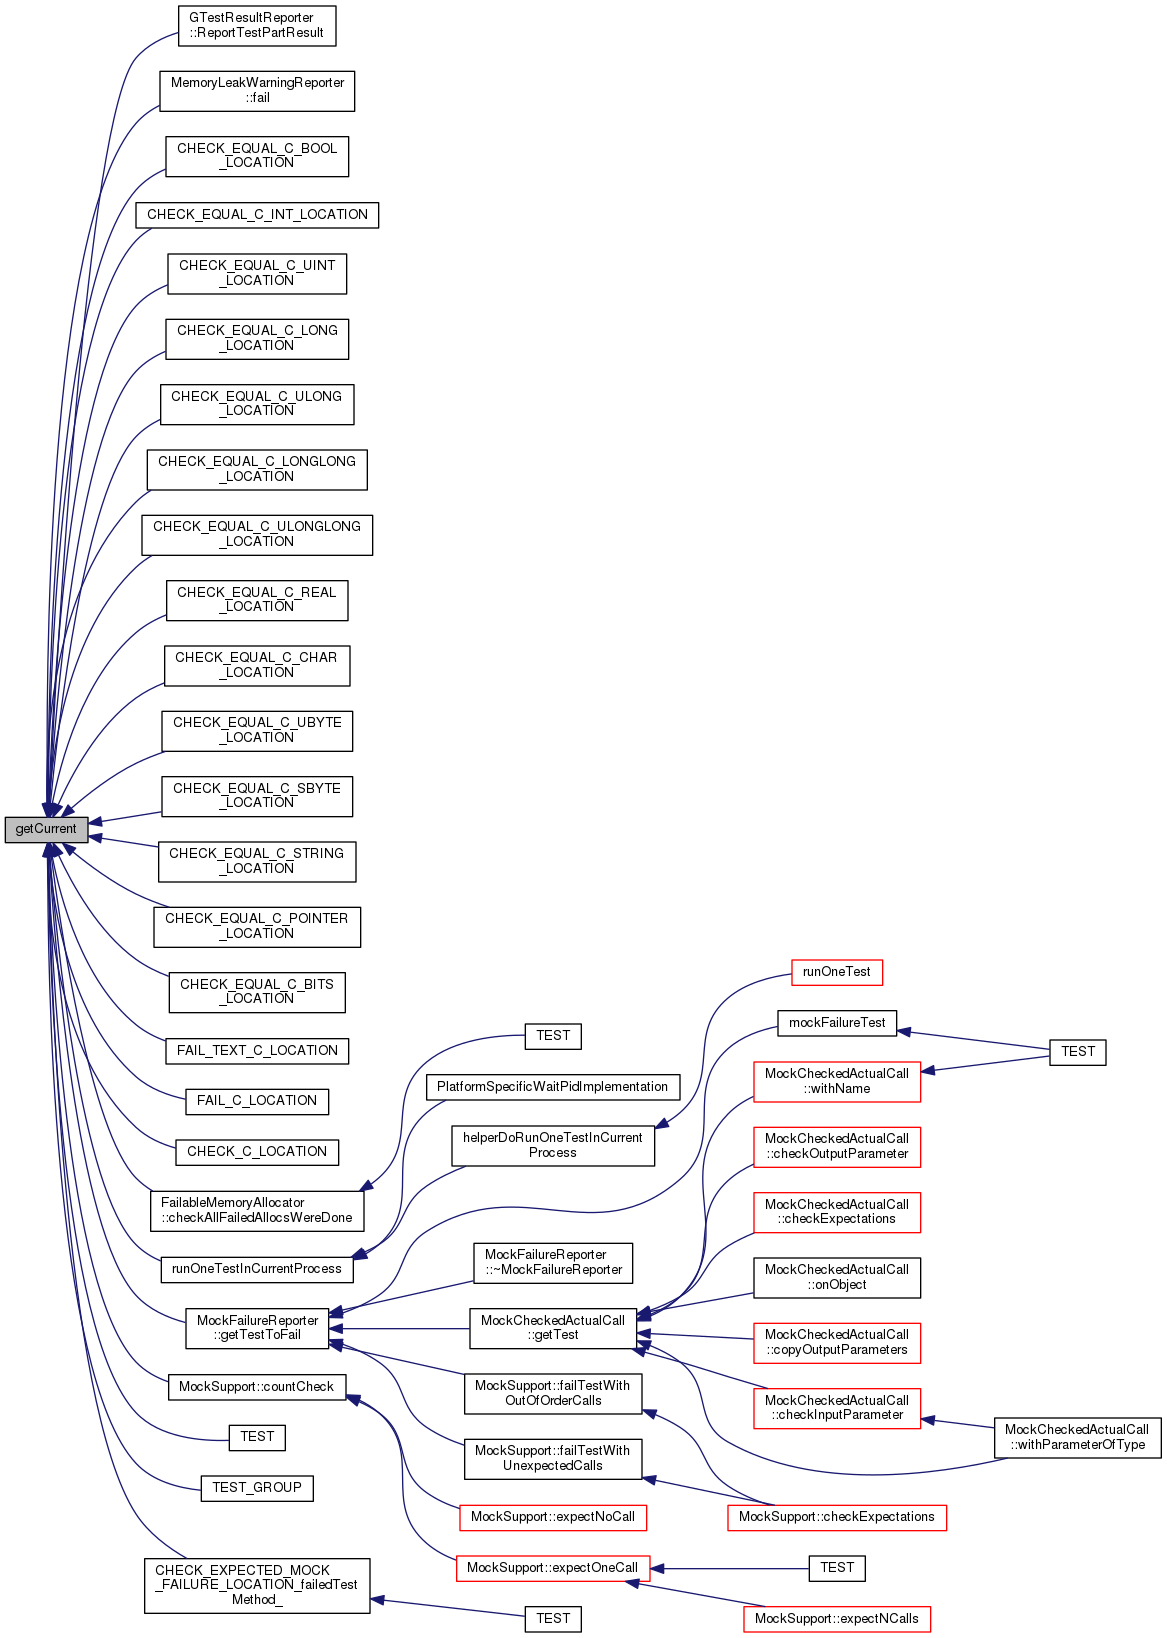 GTestResultReporter
::ReportTestPartResult
MemoryLeakWarningReporter
::fail
CHECK_EQUAL_C_BOOL
_LOCATION
CHECK_EQUAL_C_INT_LOCATION
CHECK_EQUAL_C_UINT
_LOCATION
CHECK_EQUAL_C_LONG
_LOCATION
CHECK_EQUAL_C_ULONG
_LOCATION
CHECK_EQUAL_C_LONGLONG
_LOCATION
CHECK_EQUAL_C_ULONGLONG
_LOCATION
CHECK_EQUAL_C_REAL
_LOCATION
CHECK_EQUAL_C_CHAR
_LOCATION
CHECK_EQUAL_C_UBYTE
_LOCATION
CHECK_EQUAL_C_SBYTE
_LOCATION
getCurrent
CHECK_EQUAL_C_STRING
_LOCATION
CHECK_EQUAL_C_POINTER
_LOCATION
CHECK_EQUAL_C_BITS
_LOCATION
FAIL_TEXT_C_LOCATION
FAIL_C_LOCATION
CHECK_C_LOCATION
FailableMemoryAllocator
::checkAllFailedAllocsWereDone
runOneTestInCurrentProcess
MockFailureReporter
::getTestToFail
MockSupport::countCheck
TEST
TEST_GROUP
CHECK_EXPECTED_MOCK
_FAILURE_LOCATION_failedTest
Method_
TEST
PlatformSpecificWaitPidImplementation
helperDoRunOneTestInCurrent
Process
MockFailureReporter
::~MockFailureReporter
MockCheckedActualCall
::getTest
MockSupport::failTestWith
OutOfOrderCalls
MockSupport::failTestWith
UnexpectedCalls
MockSupport::expectNoCall
MockSupport::expectOneCall
TEST
runOneTest
mockFailureTest
MockCheckedActualCall
::withName
MockCheckedActualCall
::checkOutputParameter
MockCheckedActualCall
::checkExpectations
MockCheckedActualCall
::onObject
MockCheckedActualCall
::copyOutputParameters
MockCheckedActualCall
::checkInputParameter
MockSupport::checkExpectations
TEST
MockSupport::expectNCalls
TEST
MockCheckedActualCall
::withParameterOfType